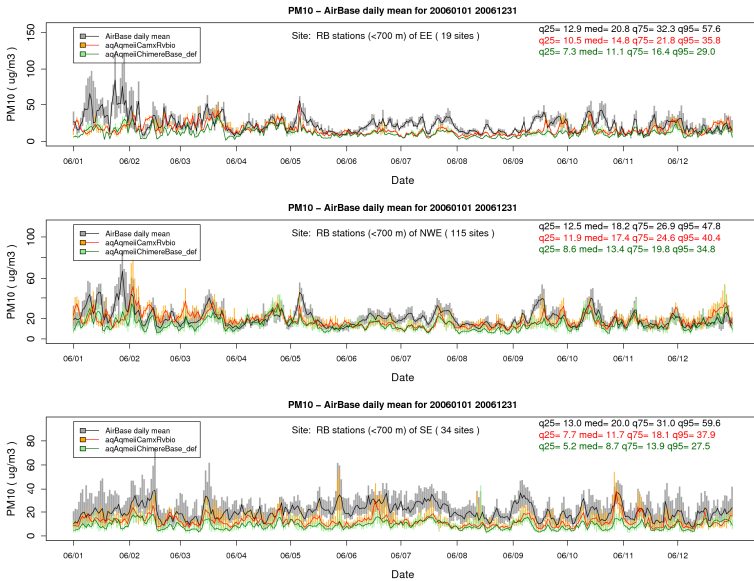 PM10 − AirBase daily mean for 20060101 20061231
AirBase daily mean
aqAqmeiiCamxRvbio
aqAqmeiiChimereBase_def
Site: RB stations (<700 m) of EE ( 19 sites )
q25= 12.9 med= 20.8 q75= 32.3 q95= 57.6
q25= 10.5 med= 14.8 q75= 21.8 q95= 35.8
q25= 7.3 med= 11.1 q75= 16.4 q95= 29.0
PM10 ( ug/m3 )
150
100
50
0
06/01 06/02 06/03 06/04 06/05 06/06 06/07 06/08 06/09 06/10 06/11 06/12
Date
PM10 − AirBase daily mean for 20060101 20061231
AirBase daily mean
aqAqmeiiCamxRvbio
aqAqmeiiChimereBase_def
Site: RB stations (<700 m) of NWE ( 115 sites )
q25= 12.5 med= 18.2 q75= 26.9 q95= 47.8
q25= 11.9 med= 17.4 q75= 24.6 q95= 40.4
q25= 8.6 med= 13.4 q75= 19.8 q95= 34.8
PM10 ( ug/m3 )
100
60
20
0
06/01 06/02 06/03 06/04 06/05 06/06 06/07 06/08 06/09 06/10 06/11 06/12
Date
PM10 − AirBase daily mean for 20060101 20061231
AirBase daily mean
aqAqmeiiCamxRvbio
aqAqmeiiChimereBase_def
Site: RB stations (<700 m) of SE ( 34 sites )
q25= 13.0 med= 20.0 q75= 31.0 q95= 59.6
q25= 7.7 med= 11.7 q75= 18.1 q95= 37.9
q25= 5.2 med= 8.7 q75= 13.9 q95= 27.5
PM10 ( ug/m3 )
80
60
40
20
0
06/01 06/02 06/03 06/04 06/05 06/06 06/07 06/08 06/09 06/10 06/11 06/12
Date